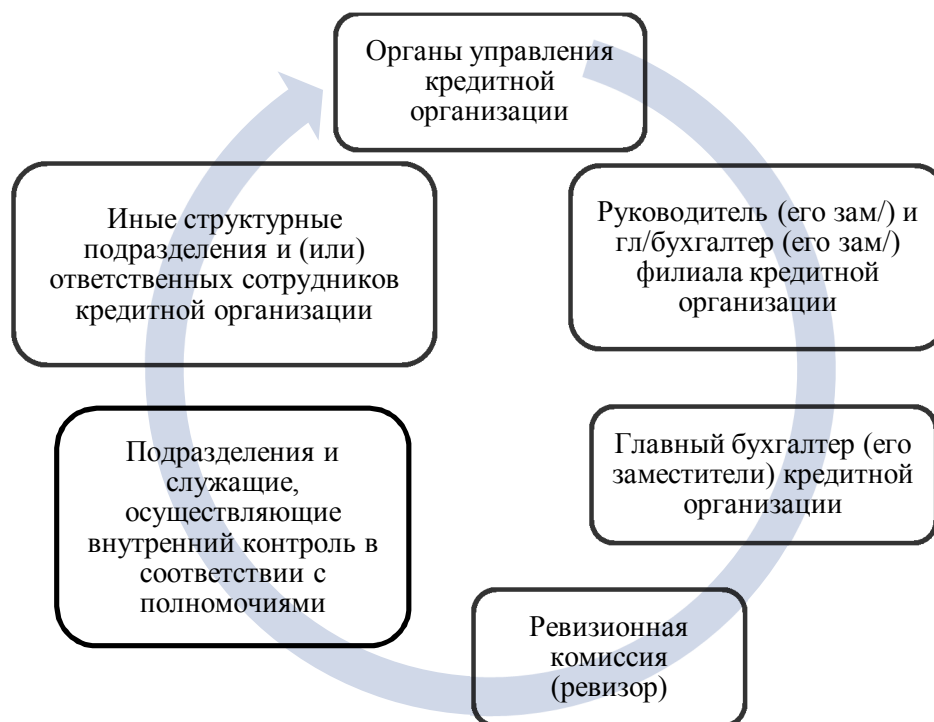 Органы управления
кредитной
организации
Руководитель (его зам/) и
гл/бухгалтер (его зам/)
филиала кредитной
организации
Главный бухгалтер (его
заместители) кредитной
организации
Ревизионная
комиссия
(ревизор)
Подразделения и
служащие,
осуществляющие
внутренний контроль в
соответствии с
полномочиями
Иные структурные
подразделения и (или)
ответственных сотрудников
кредитной организации